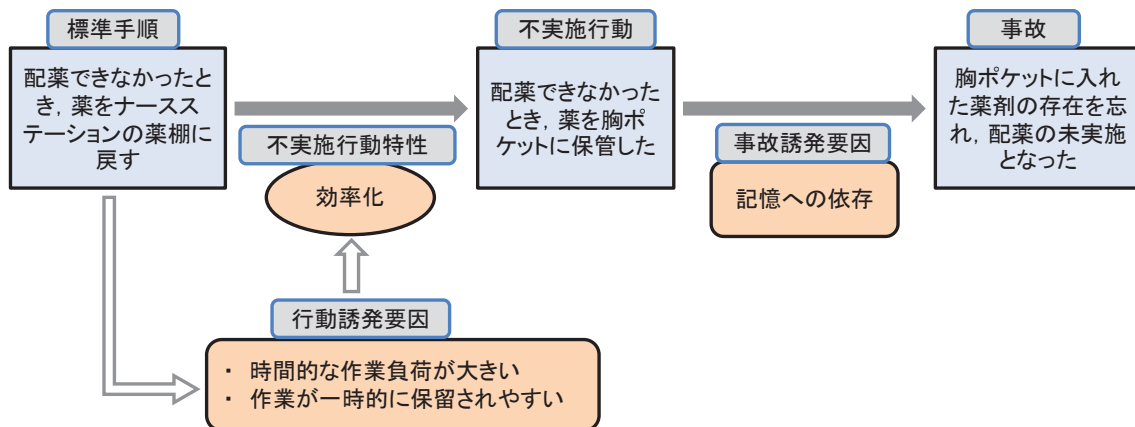 標準手順
配薬できなかったと
き，薬をナースス
テーションの薬棚に
戻す
不実施行動特性
効率化
不実施行動
配薬できなかった
とき，薬を胸ポ
ケットに保管した
事故誘発要因
記憶への依存
事故
胸ポケットに入れ
た薬剤の存在を忘
れ，配薬の未実施
となった
行動誘発要因
・ 時間的な作業負荷が大きい
・ 作業が一時的に保留されやすい